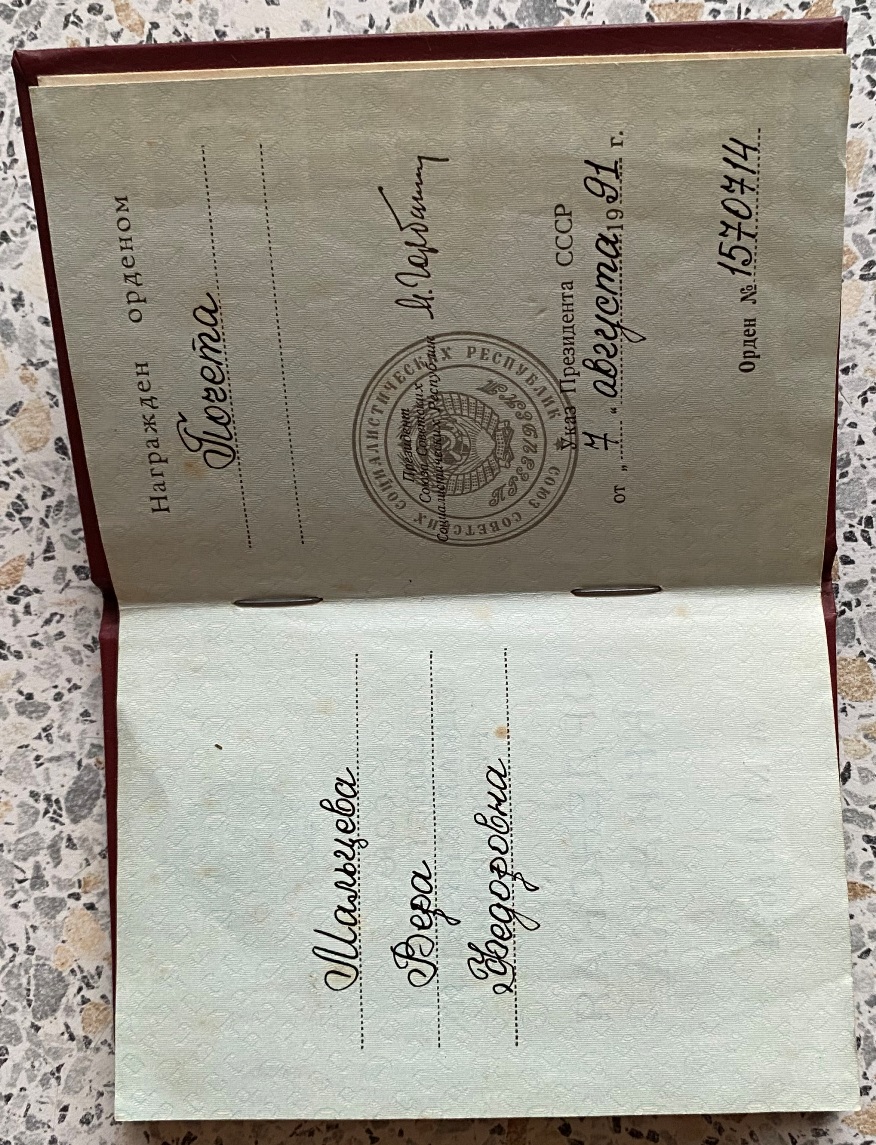 Мальцева
Вера
Федоровна
Награжден орденом
Почета
Президент
Союза Советских
Социалистических Республик
М. Горбачев
СОЮЗ СОВЕТСКИХ СОЦИАЛИСТИЧЕСКИХ РЕСПУБЛИК
ПРЕЗИДЕНТ
Указ Президента СССР
от „ 7 “ августа 1991 г.
Орден № 1570714